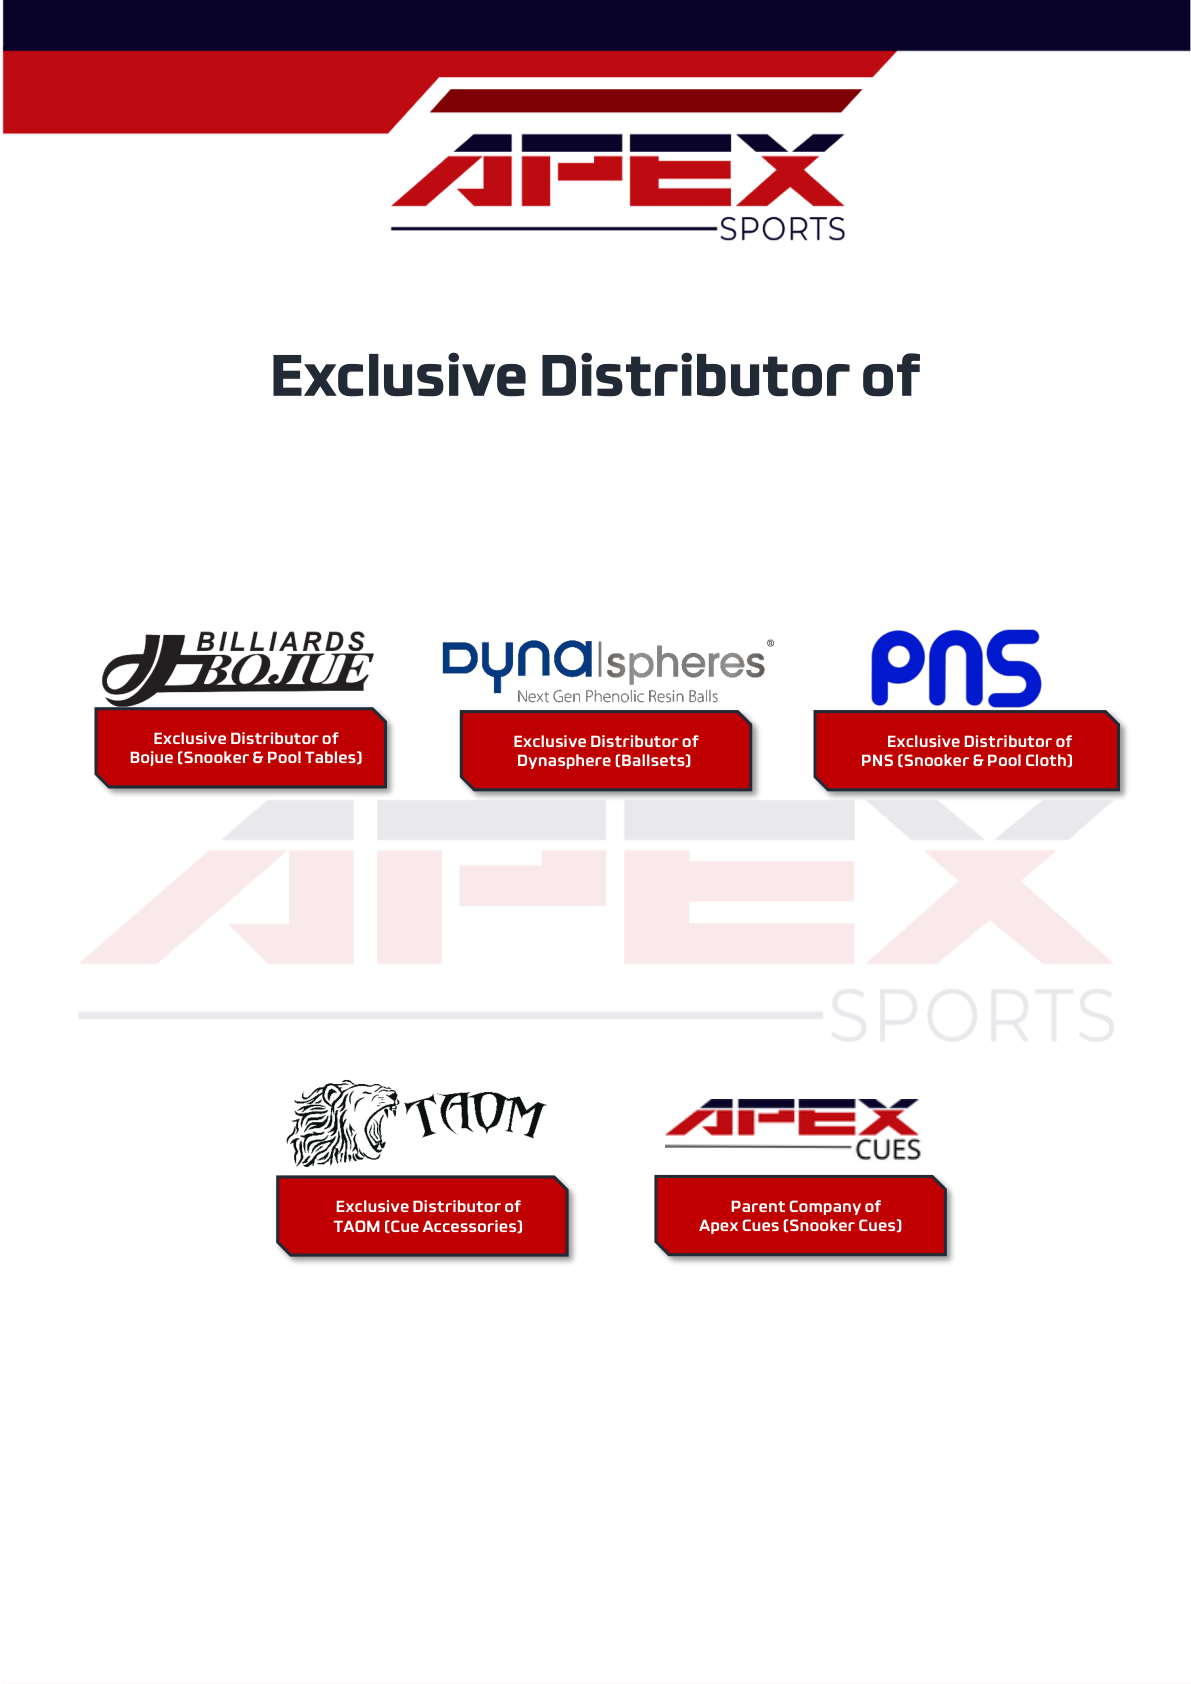 APEX
SPORTS
Exclusive Distributor of
BILLIARDS
BOJUE
Exclusive Distributor of
Bojue (Snooker & Pool Tables)
Dyna|spheres®
Next Gen Phenolic Resin Balls
Exclusive Distributor of
Dynasphere (Ballsets)
PNS
Exclusive Distributor of
PNS (Snooker & Pool Cloth)
APEX
SPORTS
TAOM
Exclusive Distributor of
TAOM (Cue Accessories)
APEX
CUES
Parent Company of
Apex Cues (Snooker Cues)